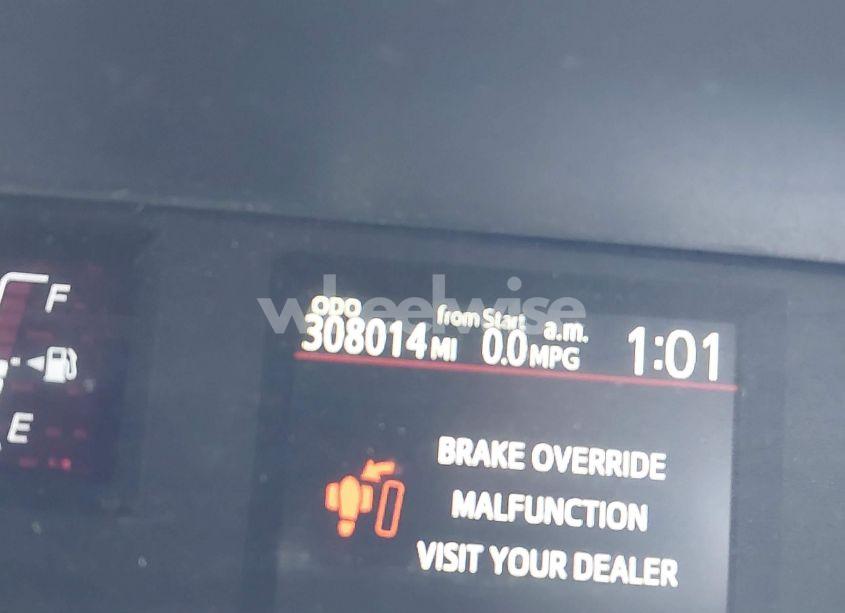 wheelwise
ODO from Start a.m.
308014 MI 0.0 MPG 1:01
F
E
BRAKE OVERRIDE
MALFUNCTION
VISIT YOUR DEALER